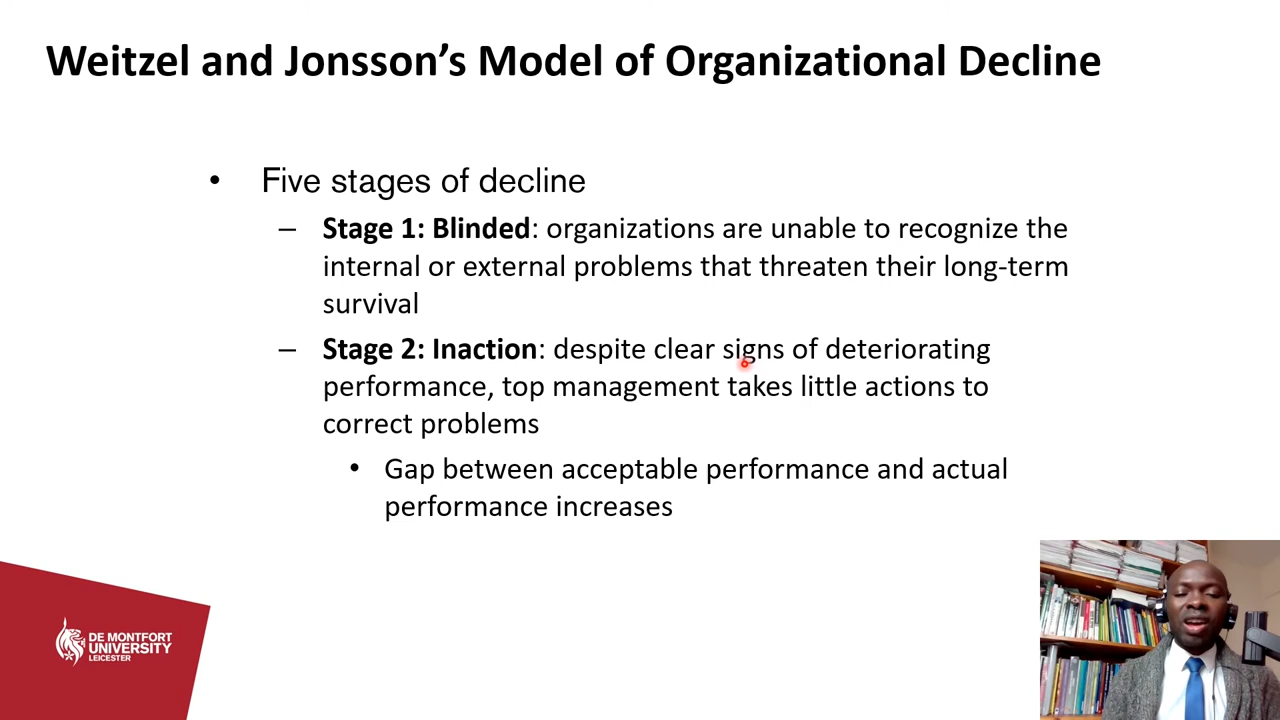 Weitzel and Jonsson’s Model of Organizational Decline
• Five stages of decline
– Stage 1: Blinded: organizations are unable to recognize the
internal or external problems that threaten their long-term
survival
– Stage 2: Inaction: despite clear signs of deteriorating
performance, top management takes little actions to
correct problems
• Gap between acceptable performance and actual
performance increases
DE MONTFORT
UNIVERSITY
LEICESTER